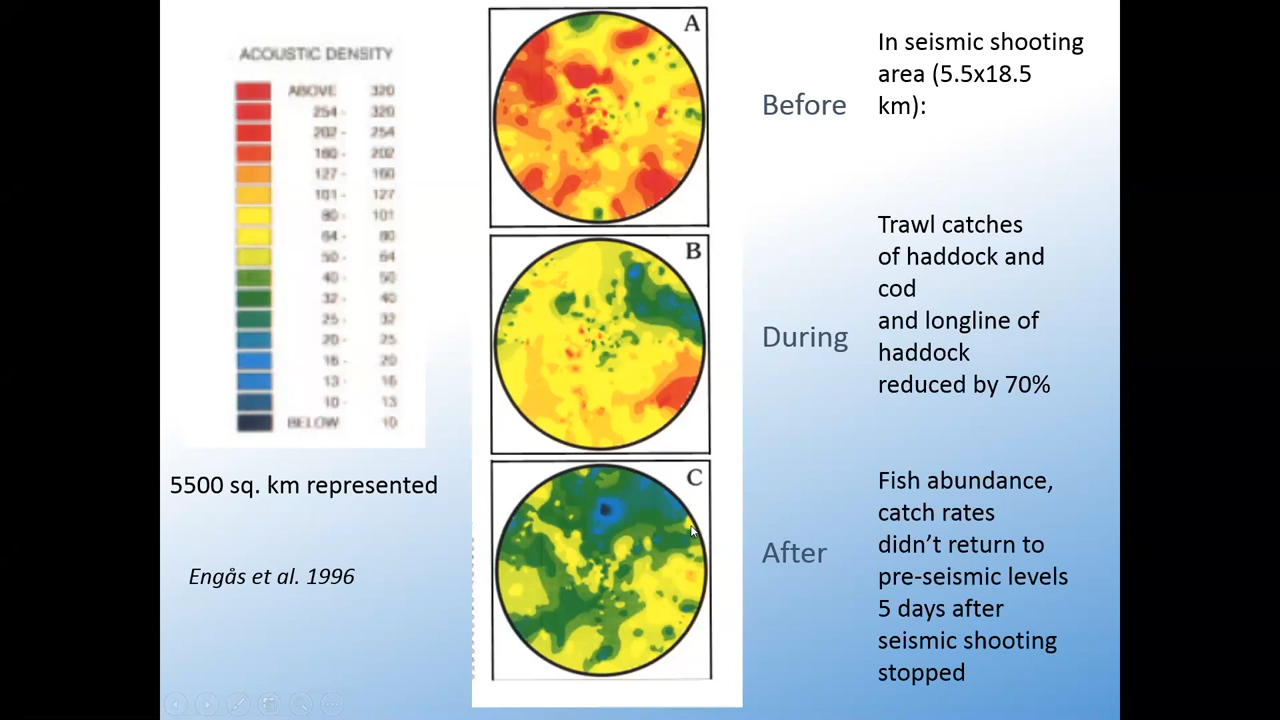 ACOUSTIC DENSITY
ABOVE 320
254 - 320
202 - 254
160 - 202
127 - 160
101 - 127
80 - 101
64 - 80
50 - 64
40 - 50
32 - 40
25 - 32
20 - 25
16 - 20
13 - 16
10 - 13
BELOW 10
5500 sq. km represented
Engås et al. 1996
A
B
C
Before
In seismic shooting
area (5.5x18.5
km):
During
Trawl catches
of haddock and
cod
and longline of
haddock
reduced by 70%
After
Fish abundance,
catch rates
didn’t return to
pre-seismic levels
5 days after
seismic shooting
stopped